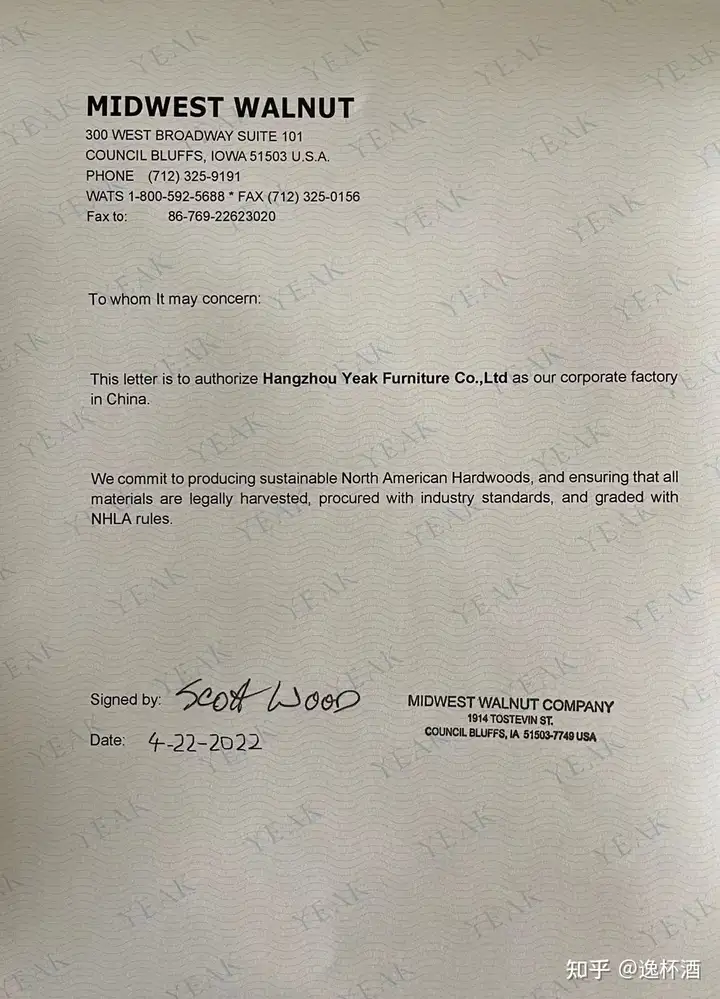 MIDWEST WALNUT
300 WEST BROADWAY SUITE 101
COUNCIL BLUFFS, IOWA 51503 U.S.A.
PHONE (712) 325-9191
WATS 1-800-592-5688 * FAX (712) 325-0156
Fax to: 86-769-22623020
To whom It may concern:
This letter is to authorize Hangzhou Yeak Furniture Co.,Ltd as our corporate factory
in China.
We commit to producing sustainable North American Hardwoods, and ensuring that all
materials are legally harvested, procured with industry standards, and graded with
NHLA rules.
Signed by: Scott Wood
Date: 4-22-2022
MIDWEST WALNUT COMPANY
1914 TOSTEVIN ST.
COUNCIL BLUFFS, IA 51503-7749 USA
YEAK
知乎 @逸杯酒